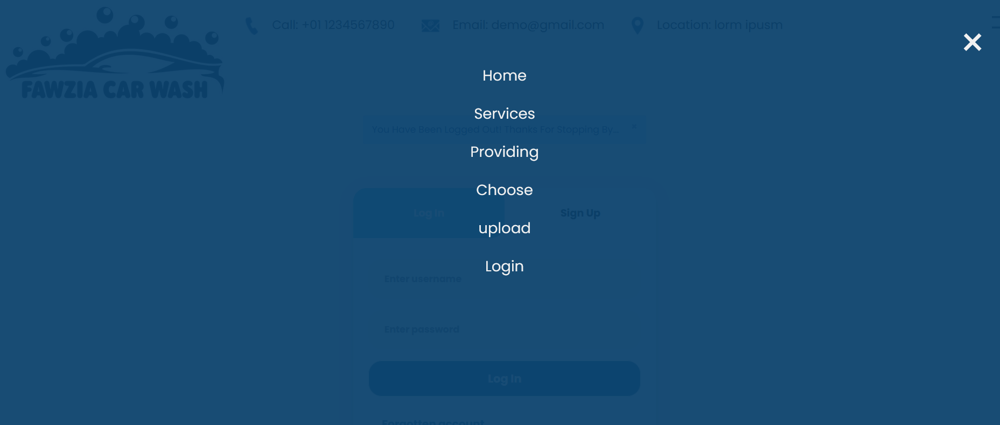 Call: +01 1234567890
Email: demo@gmail.com
Location: lorm ipusm
FAWZIA CAR WASH
Home
Services
You Have Been Logged Out! Thanks For Stopping By...
Providing
Choose
Log In
Sign Up
upload
Login
Enter username
Enter password
Log In
Forgotten account